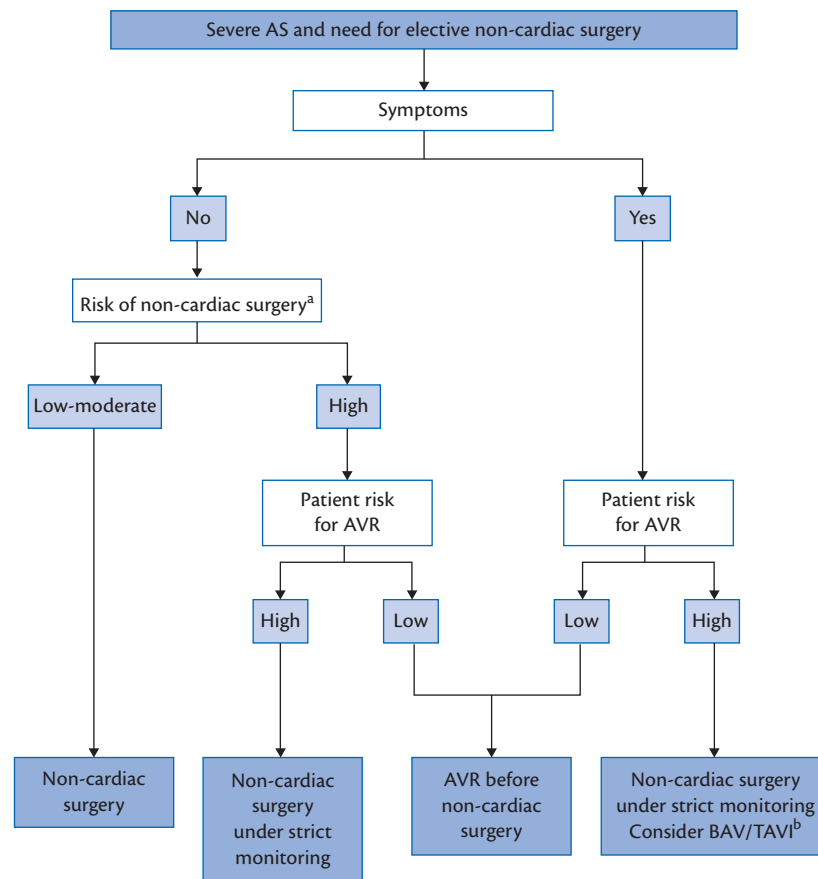 Severe AS and need for elective non-cardiac surgery
Symptoms
No
Yes
Risk of non-cardiac surgeryᵃ
Low-moderate
High
Patient risk
for AVR
Patient risk
for AVR
High
Low
Low
High
Non-cardiac
surgery
Non-cardiac
surgery
under strict
monitoring
AVR before
non-cardiac
surgery
Non-cardiac surgery
under strict monitoring
Consider BAV/TAVIᵇ